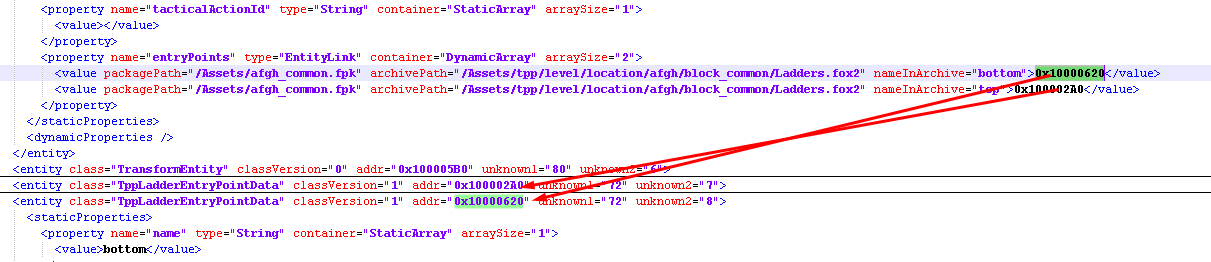 <property name="tacticalActionId" type="String" container="StaticArray" arraySize="1">
<value></value>
</property>
<property name="entryPoints" type="EntityLink" container="DynamicArray" arraySize="2">
<value packagePath="/Assets/afgh_common.fpk" archivePath="/Assets/tpp/level/location/afgh/block_common/Ladders.fox2" nameInArchive="bottom">0x10000620</value>
<value packagePath="/Assets/afgh_common.fpk" archivePath="/Assets/tpp/level/location/afgh/block_common/Ladders.fox2" nameInArchive="top">0x100002A0</value>
</property>
</staticProperties>
<dynamicProperties />
</entity>
<entity class="TransformEntity" classVersion="0" addr="0x100005B0" unknown1="80" unknown2="6">
<entity class="TppLadderEntryPointData" classVersion="1" addr="0x100002A0" unknown1="72" unknown2="7">
<entity class="TppLadderEntryPointData" classVersion="1" addr="0x10000620" unknown1="72" unknown2="8">
<staticProperties>
<property name="name" type="String" container="StaticArray" arraySize="1">
<value>bottom</value>